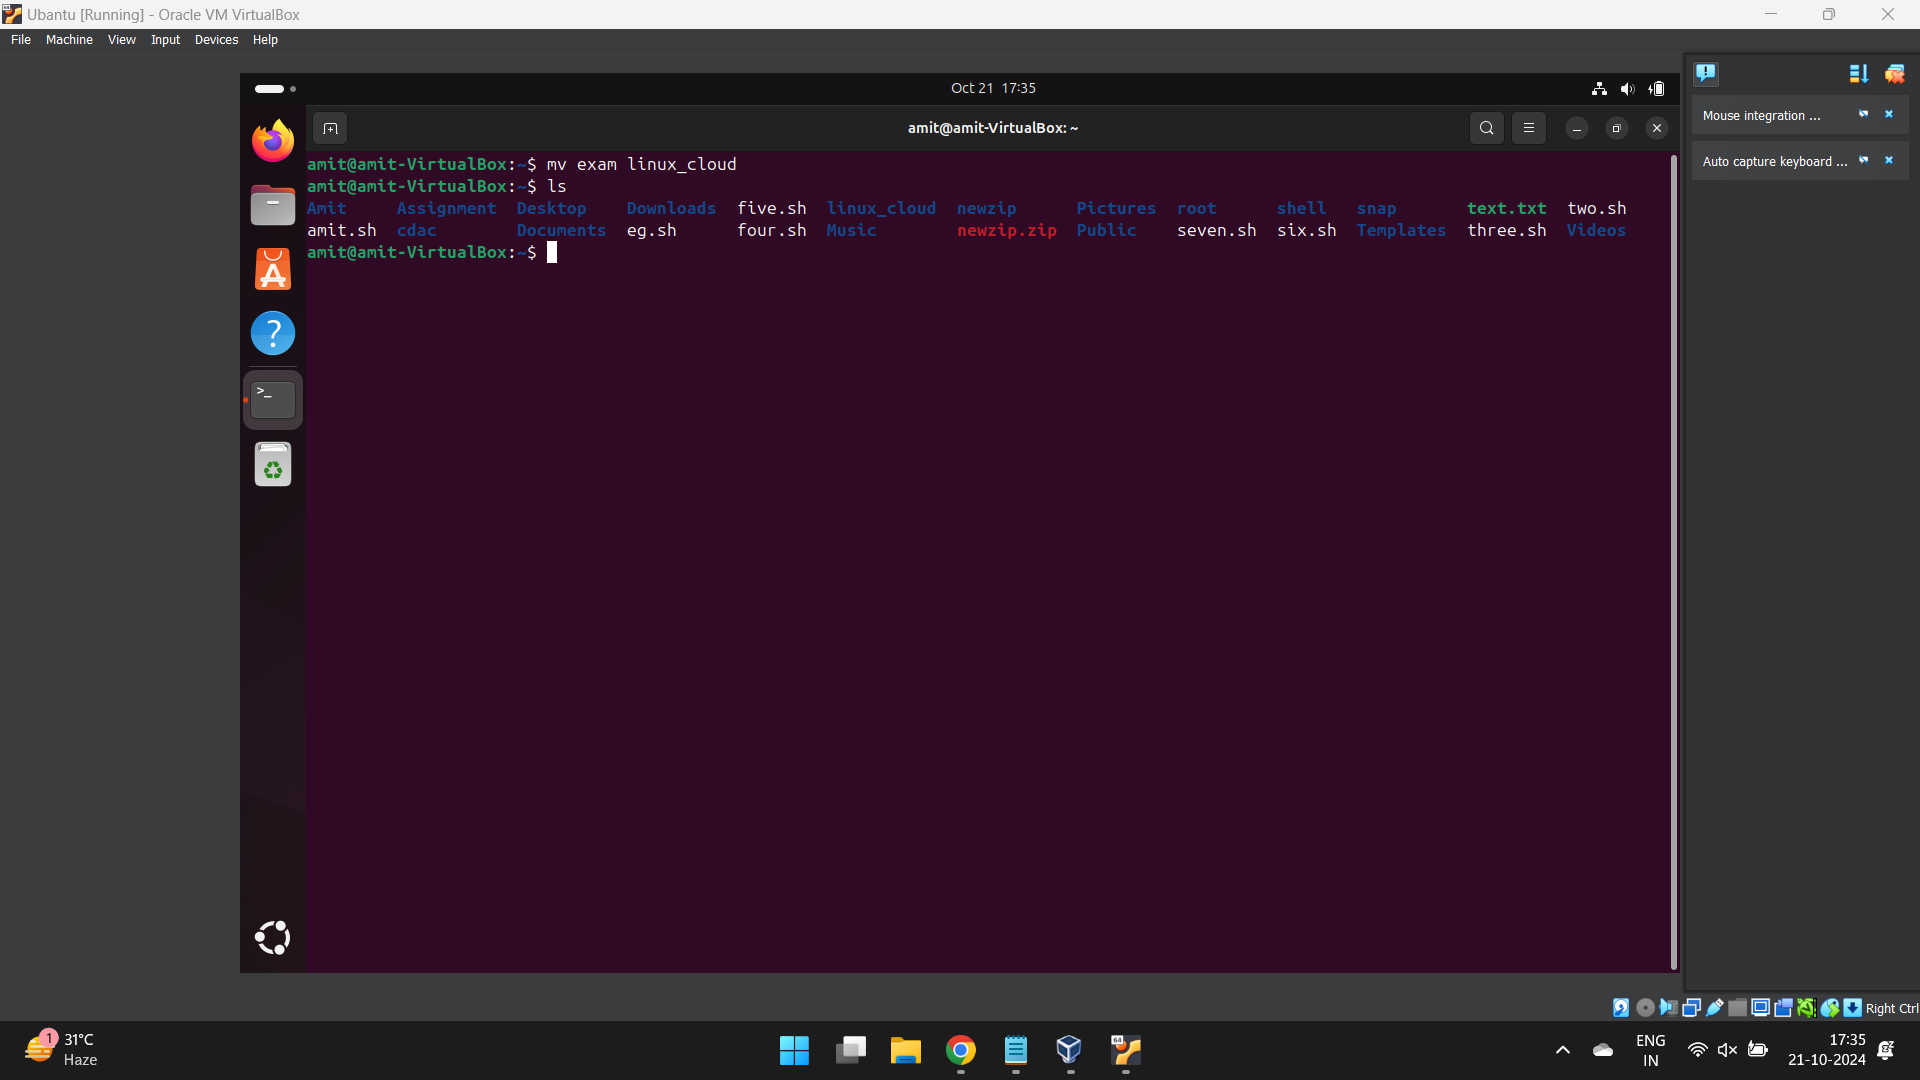 Ubantu [Running] - Oracle VM VirtualBox
File Machine View Input Devices Help
Oct 21 17:35
amit@amit-VirtualBox: ~
Mouse integration ...
Auto capture keyboard ...
amit@amit-VirtualBox:~$ mv exam linux_cloud
amit@amit-VirtualBox:~$ ls
Amit Assignment Desktop Downloads five.sh linux_cloud newzip Pictures root shell snap text.txt two.sh
amit.sh cdac Documents eg.sh four.sh Music newzip.zip Public seven.sh six.sh Templates three.sh Videos
amit@amit-VirtualBox:~$
Right Ctrl
1 31°C
Haze
64
ENG
IN
17:35
21-10-2024